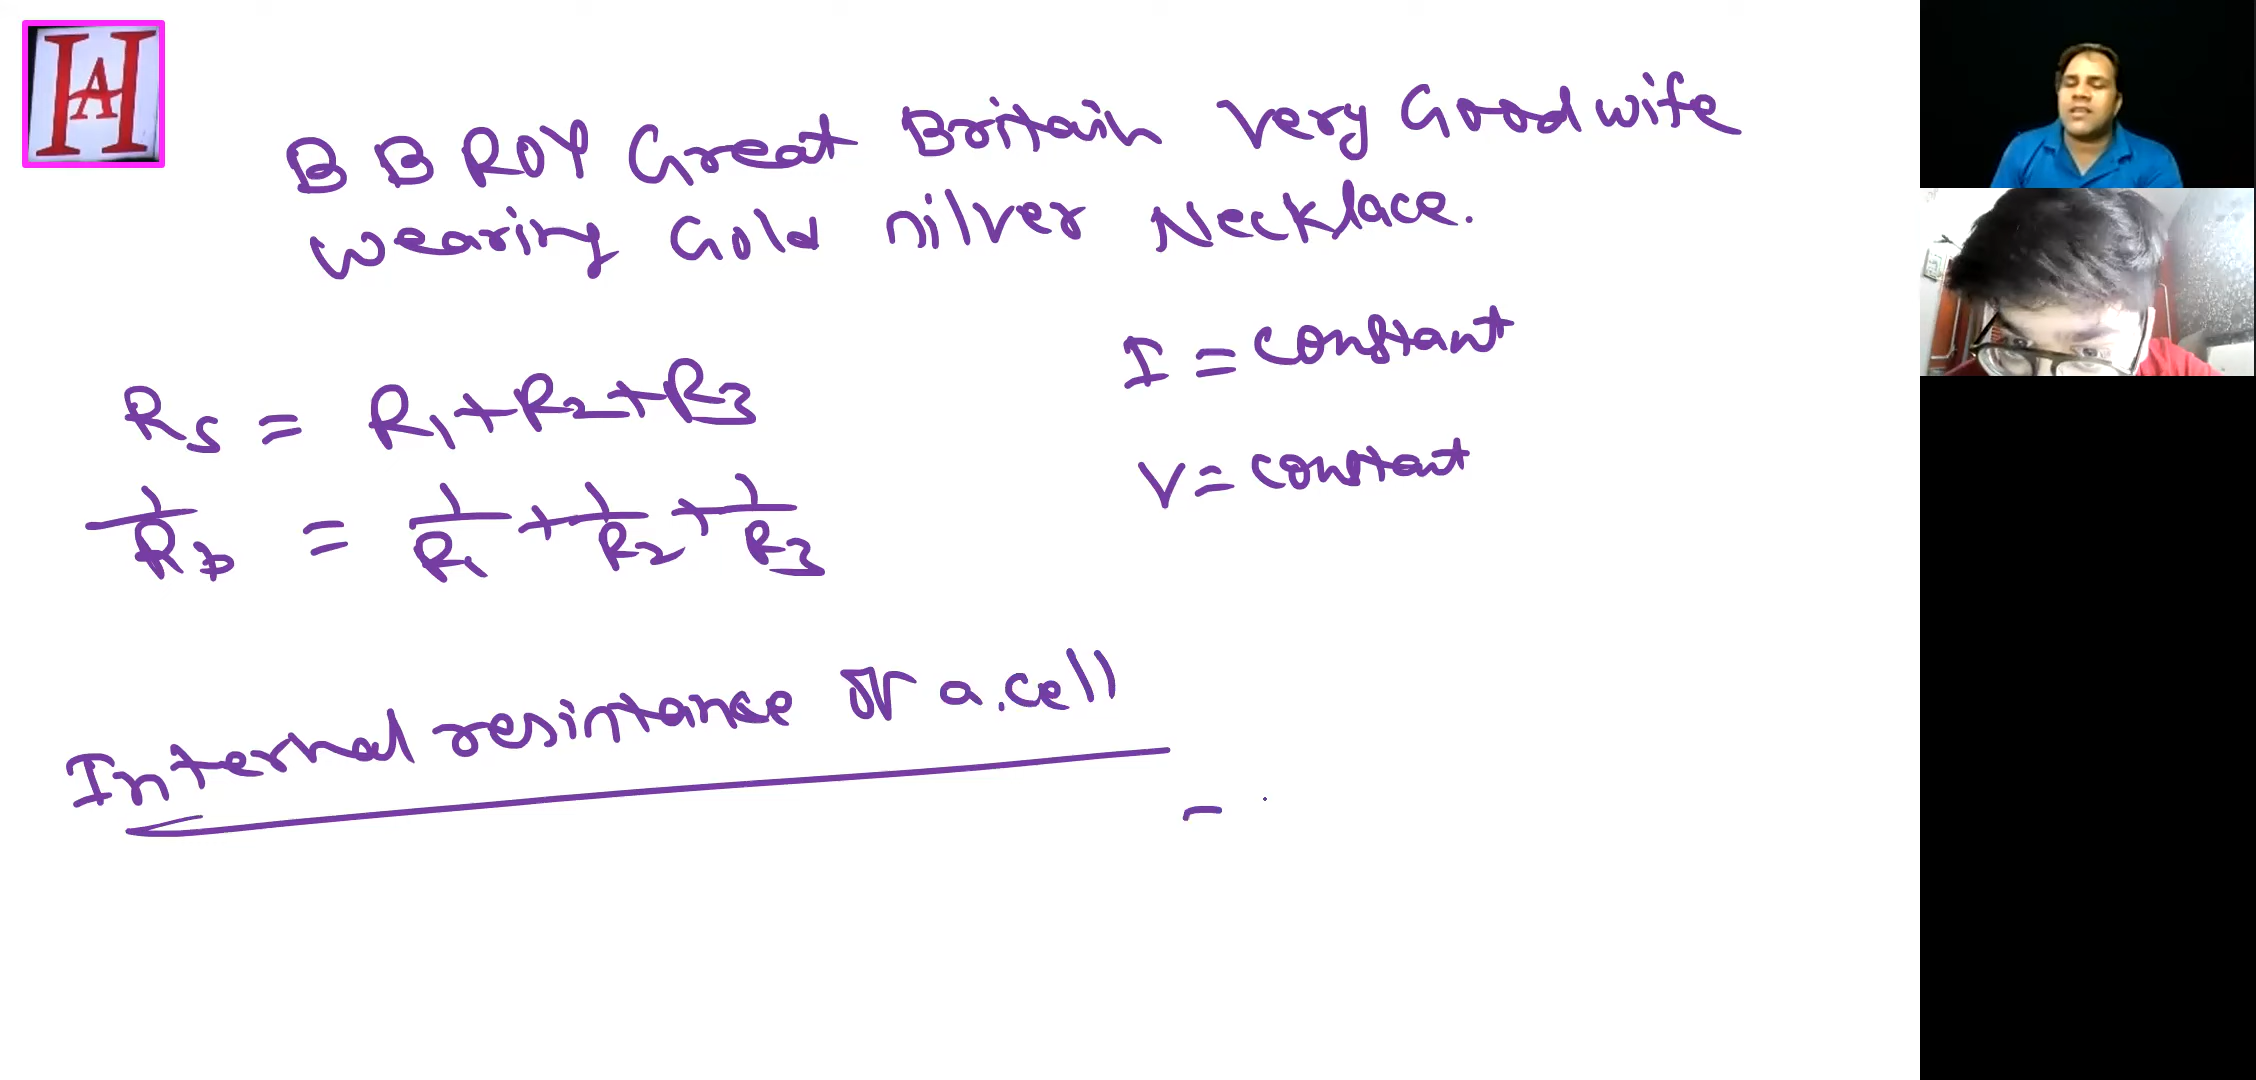 HA
B B ROY Great Britain Very Good wife
wearing Gold silver Necklace.
Rs = R1+R2+R3
I = constant
1/Rp = 1/R1 + 1/R2 + 1/R3
V = constant
Internal resistance of a cell
-